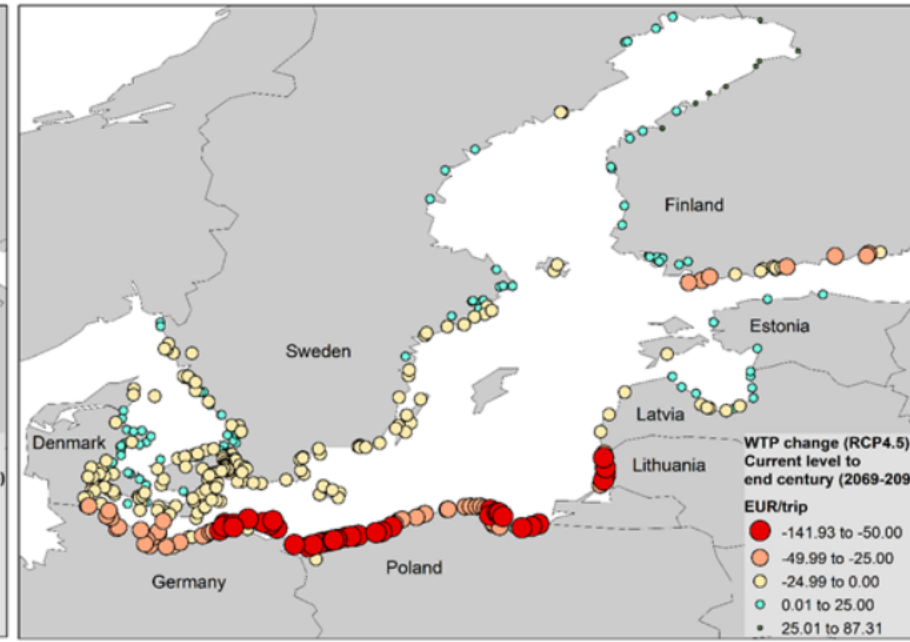 Finland
Estonia
Sweden
Latvia
Denmark
Lithuania
Germany
Poland
WTP change (RCP4.5)
Current level to
end century (2069-209
EUR/trip
-141.93 to -50.00
-49.99 to -25.00
-24.99 to 0.00
0.01 to 25.00
25.01 to 87.31
)